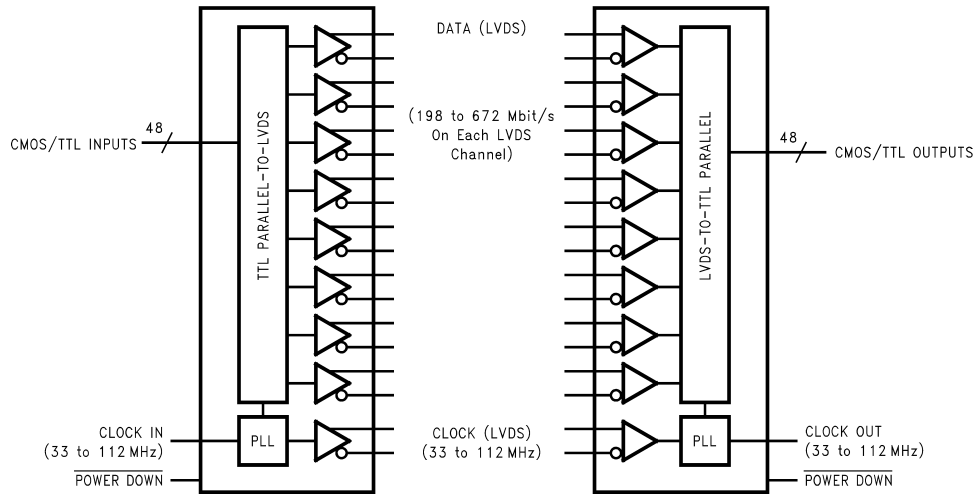 DATA (LVDS)
(198 to 672 Mbit/s
On Each LVDS
Channel)
48
CMOS/TTL INPUTS
TTL PARALLEL-TO-LVDS
LVDS-TO-TTL PARALLEL
48
CMOS/TTL OUTPUTS
CLOCK IN
(33 to 112 MHz)
PLL
CLOCK (LVDS)
(33 to 112 MHz)
PLL
CLOCK OUT
(33 to 112 MHz)
POWER DOWN
POWER DOWN